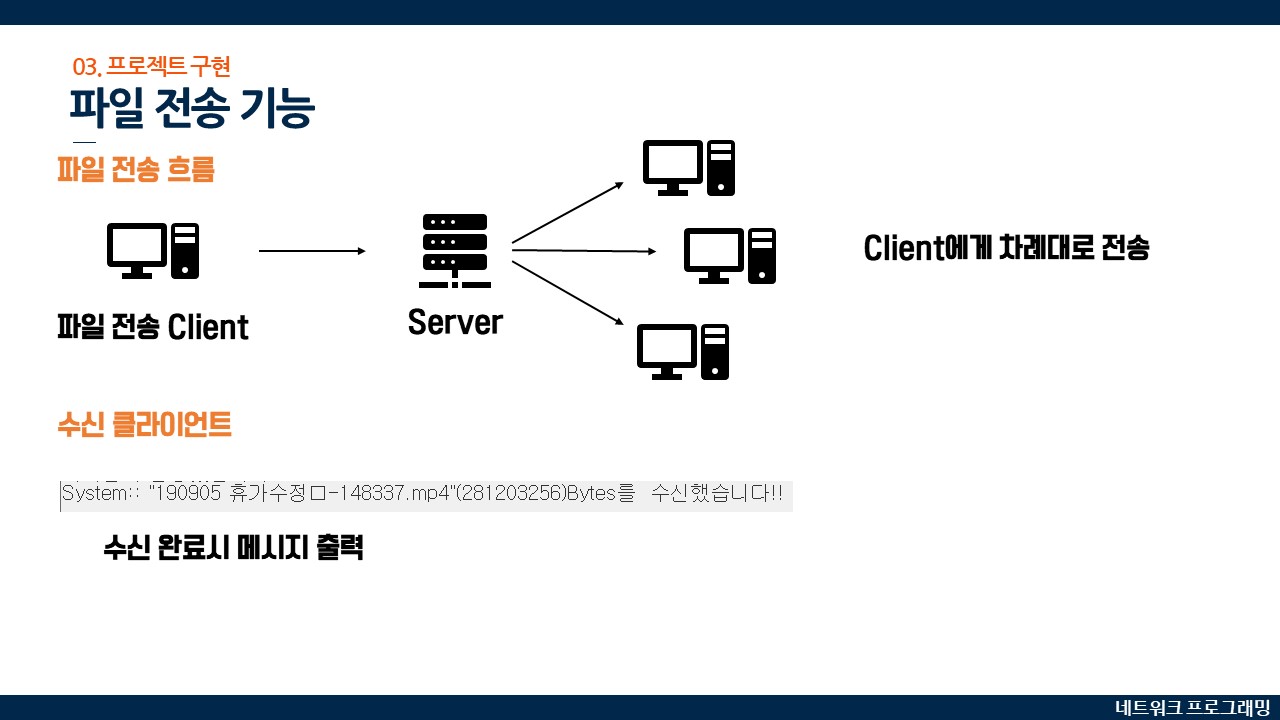 03. 프로젝트 구현
파일 전송 기능
파일 전송 흐름
Client에게 차례대로 전송
파일 전송 Client
Server
수신 클라이언트
System:: "190905 휴가수정□-148337.mp4"(281203256)Bytes를 수신했습니다!!
수신 완료시 메시지 출력
네트워크 프로그래밍